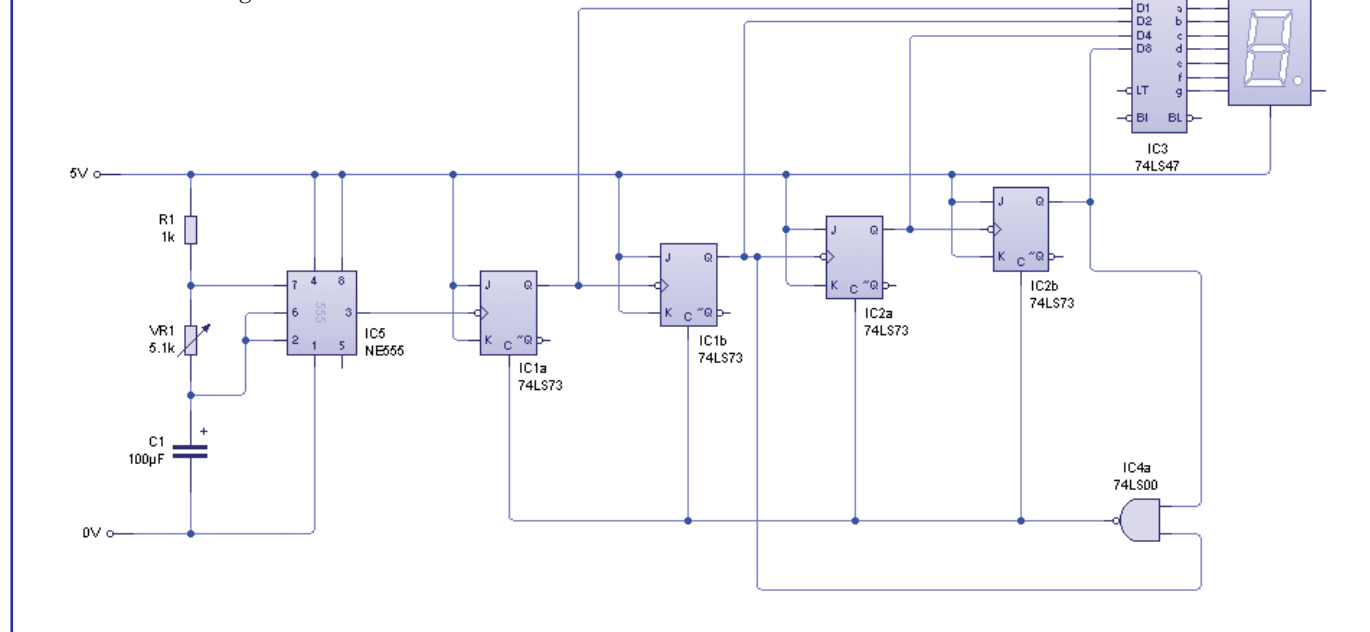 D1 a
D2 b
D4 c
D8 d
e
f
LT g
BI BL
IC3
74LS47
5V
R1
1k
J Q
K C ~Q
IC2b
74LS73
J Q
K C ~Q
IC2a
74LS73
J Q
K C ~Q
IC1b
74LS73
7 4 8
6 555 3
2 1 5
IC5
NE555
J Q
K C ~Q
IC1a
74LS73
VR1
5.1k
+
C1
100µF
IC4a
74LS00
0V